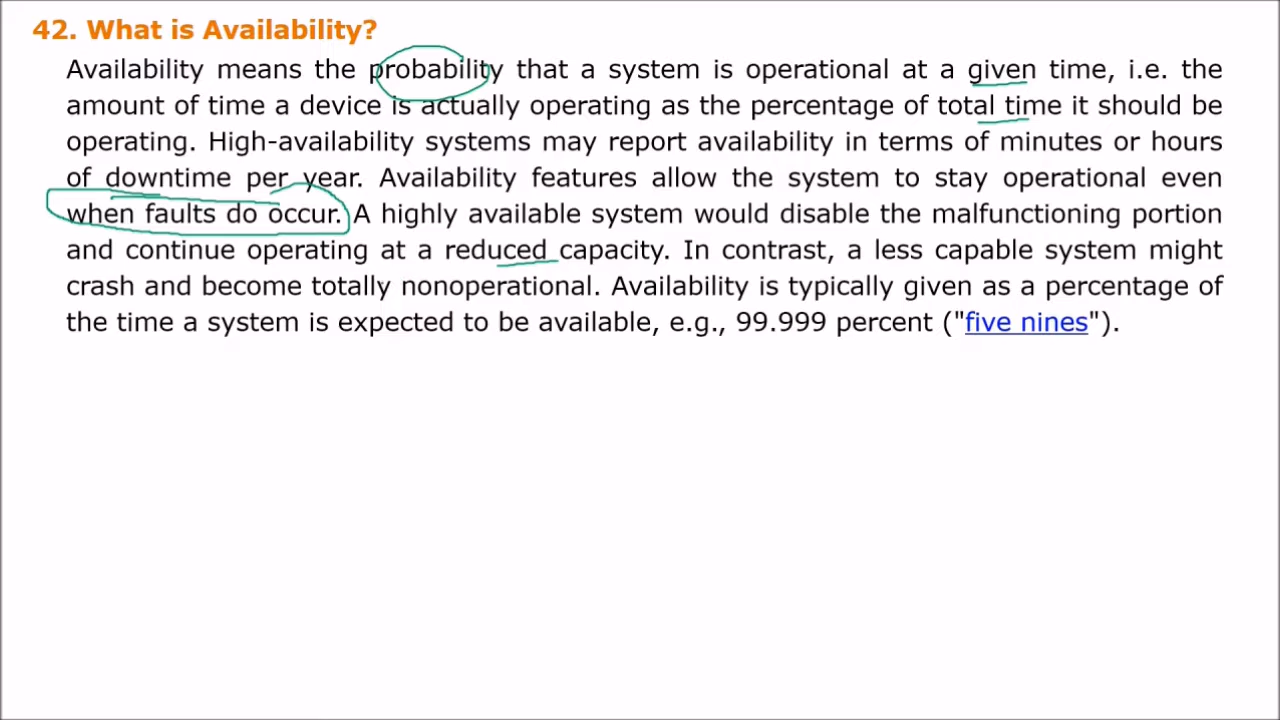 42. What is Availability?
Availability means the probability that a system is operational at a given time, i.e. the
amount of time a device is actually operating as the percentage of total time it should be
operating. High-availability systems may report availability in terms of minutes or hours
of downtime per year. Availability features allow the system to stay operational even
when faults do occur. A highly available system would disable the malfunctioning portion
and continue operating at a reduced capacity. In contrast, a less capable system might
crash and become totally nonoperational. Availability is typically given as a percentage of
the time a system is expected to be available, e.g., 99.999 percent ("five nines").